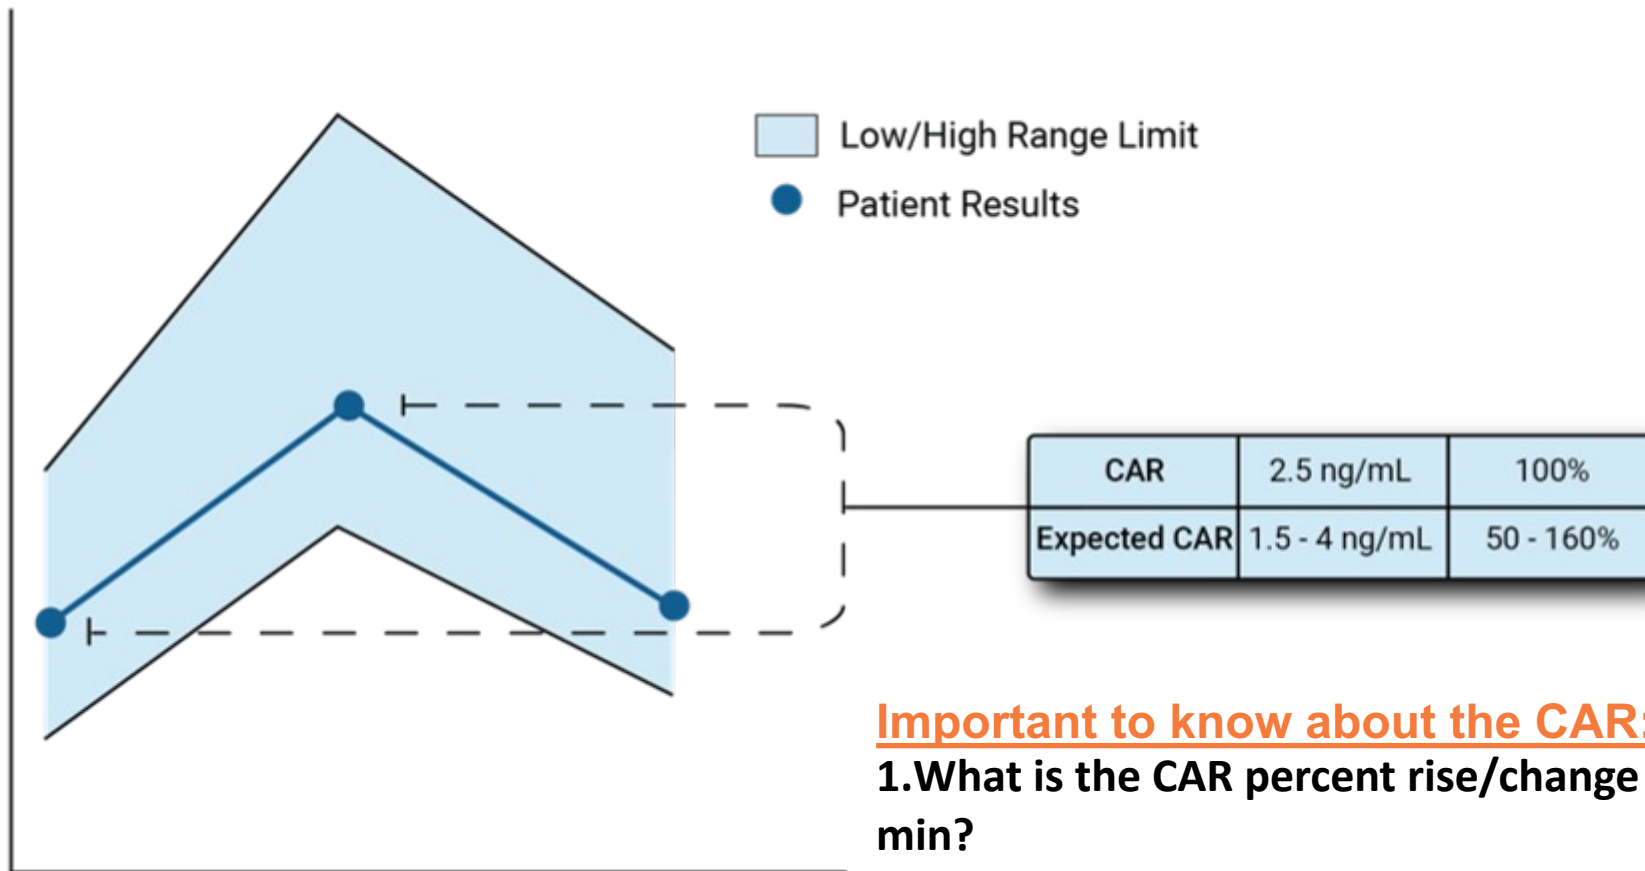 Low/High Range Limit
Patient Results
CAR 2.5 ng/mL 100%
Expected CAR 1.5 - 4 ng/mL 50 - 160%
Important to know about the CAR:
1.What is the CAR percent rise/change
min?